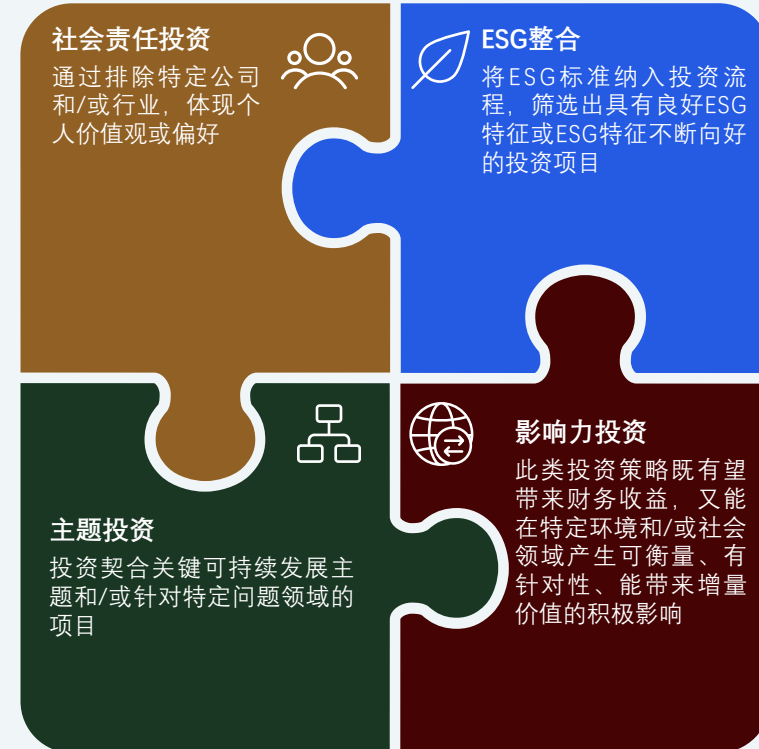 社会责任投资
通过排除特定公司
和/或行业，体现个
人价值观或偏好
ESG整合
将ESG标准纳入投资流
程，筛选出具有良好ESG
特征或ESG特征不断向好
的投资项目
主题投资
投资契合关键可持续发展主
题和/或针对特定问题领域的
项目
影响力投资
此类投资策略既有望
带来财务收益，又能
在特定环境和/或社会
领域产生可衡量、有
针对性、能带来增量
价值的积极影响